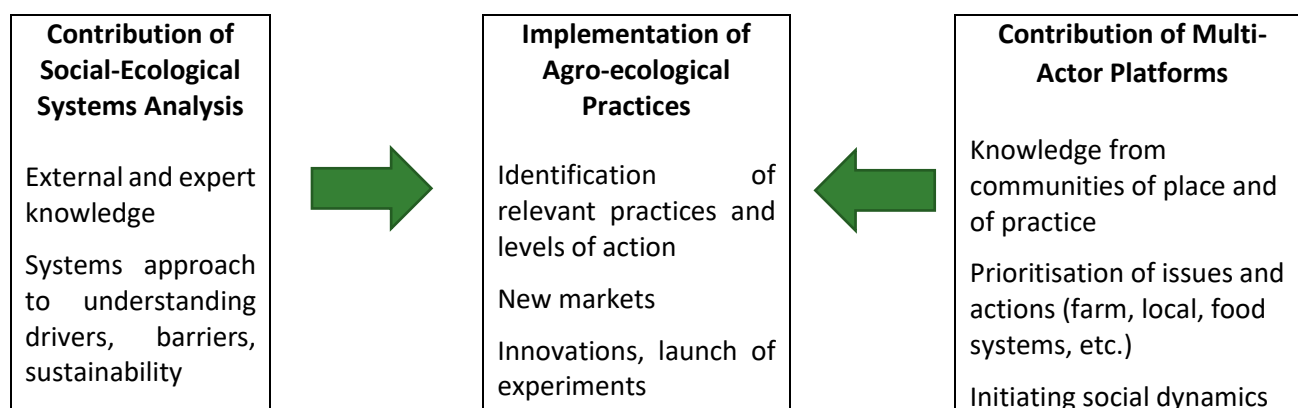 Contribution of
Social-Ecological
Systems Analysis
External and expert
knowledge
Systems approach
to understanding
drivers, barriers,
sustainability
Implementation of
Agro-ecological
Practices
Identification of
relevant practices and
levels of action
New markets
Innovations, launch of
experiments
Contribution of Multi-
Actor Platforms
Knowledge from
communities of place and
of practice
Prioritisation of issues and
actions (farm, local, food
systems, etc.)
Initiating social dynamics